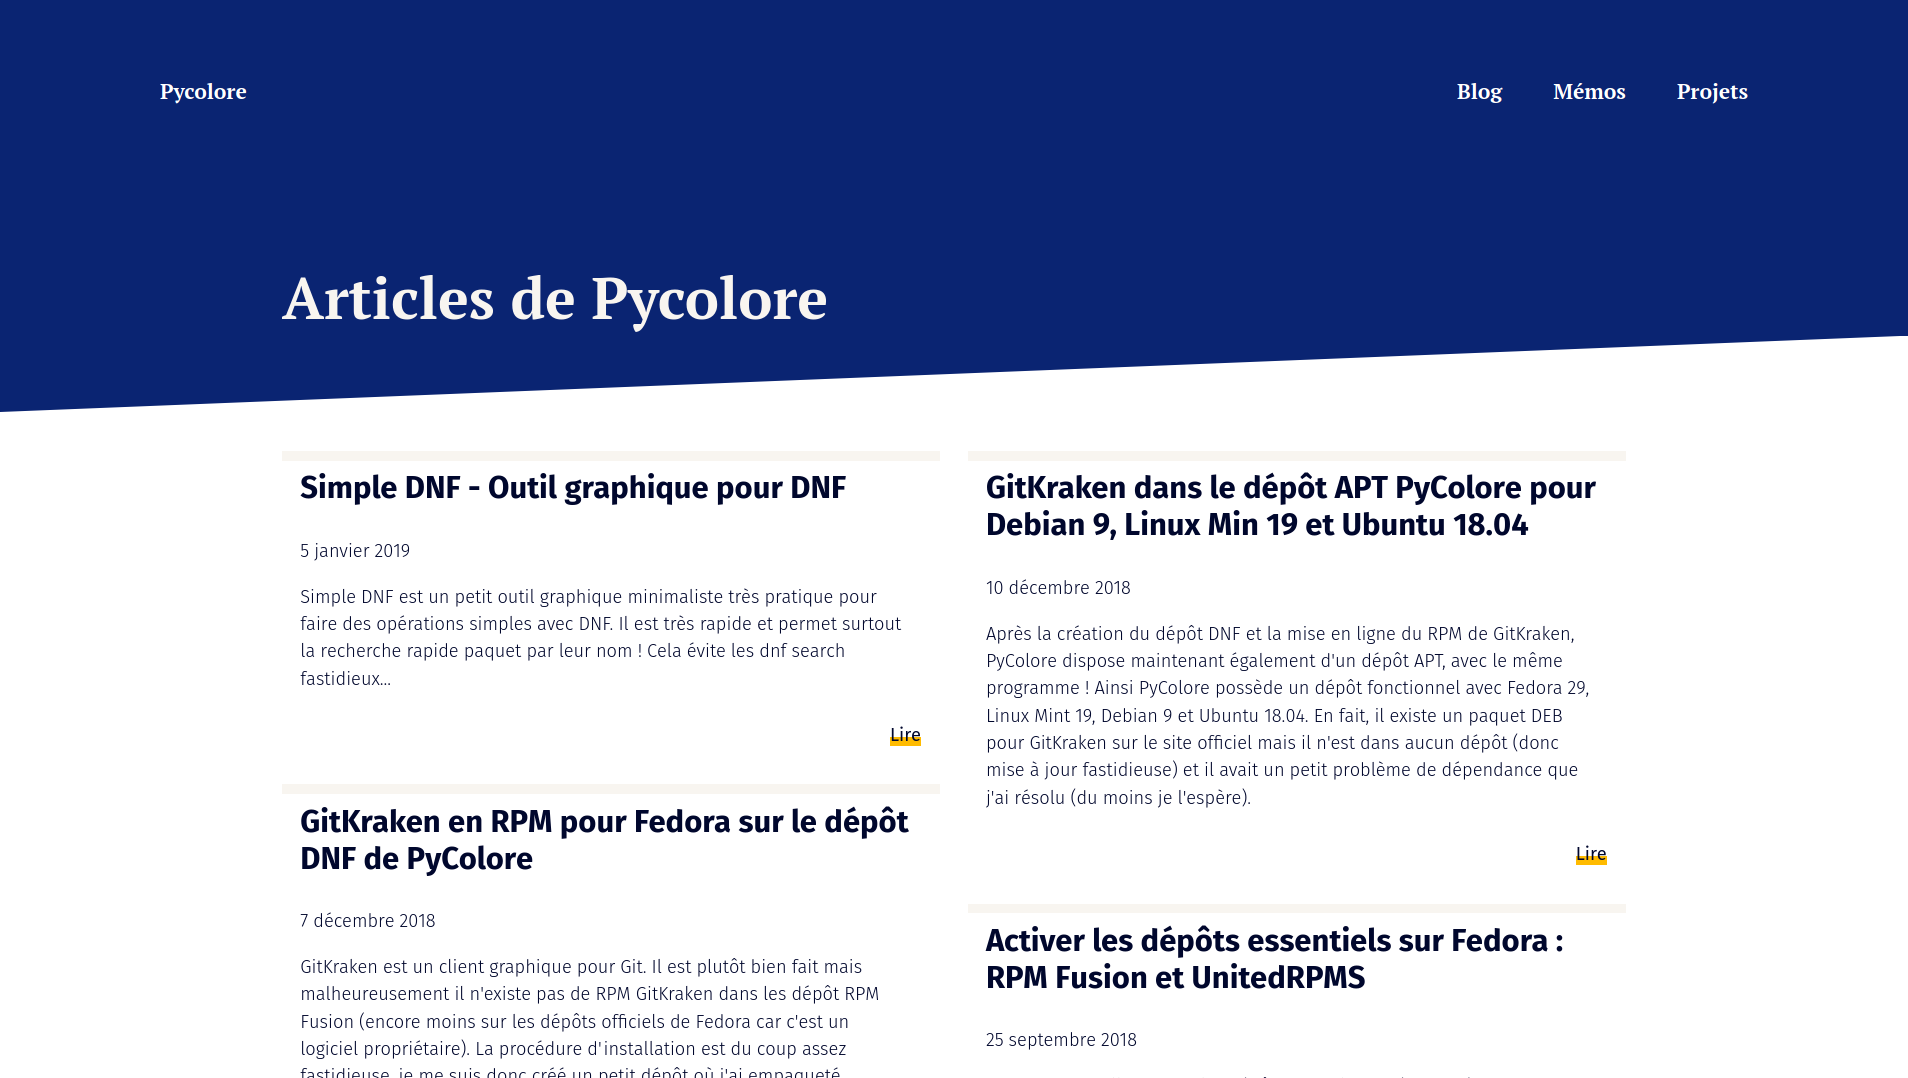 Pycolore
Blog
Mémos
Projets
Articles de Pycolore
Simple DNF - Outil graphique pour DNF
5 janvier 2019
Simple DNF est un petit outil graphique minimaliste très pratique pour
faire des opérations simples avec DNF. Il est très rapide et permet surtout
la recherche rapide paquet par leur nom ! Cela évite les dnf search
fastidieux...
Lire
GitKraken en RPM pour Fedora sur le dépôt
DNF de PyColore
7 décembre 2018
GitKraken est un client graphique pour Git. Il est plutôt bien fait mais
malheureusement il n'existe pas de RPM GitKraken dans les dépôt RPM
Fusion (encore moins sur les dépôts officiels de Fedora car c'est un
logiciel propriétaire). La procédure d'installation est du coup assez
fastidieuse, je me suis donc créé un petit dépôt où j'ai empaqueté
GitKraken dans le dépôt APT PyColore pour
Debian 9, Linux Min 19 et Ubuntu 18.04
10 décembre 2018
Après la création du dépôt DNF et la mise en ligne du RPM de GitKraken,
PyColore dispose maintenant également d'un dépôt APT, avec le même
programme ! Ainsi PyColore possède un dépôt fonctionnel avec Fedora 29,
Linux Mint 19, Debian 9 et Ubuntu 18.04. En fait, il existe un paquet DEB
pour GitKraken sur le site officiel mais il n'est dans aucun dépôt (donc
mise à jour fastidieuse) et il avait un petit problème de dépendance que
j'ai résolu (du moins je l'espère).
Lire
Activer les dépôts essentiels sur Fedora :
RPM Fusion et UnitedRPMS
25 septembre 2018